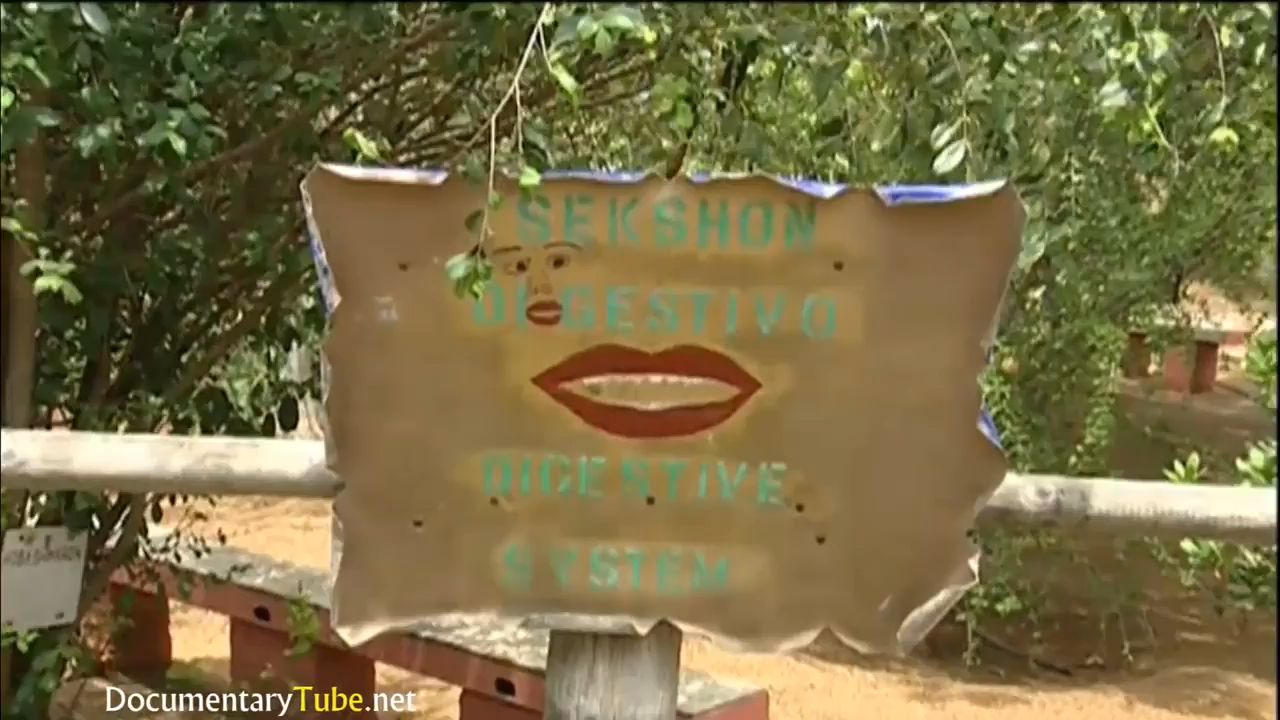 SEKSHON
DIGESTIVO
DIGESTIVE
SYSTEM
DocumentaryTube.net